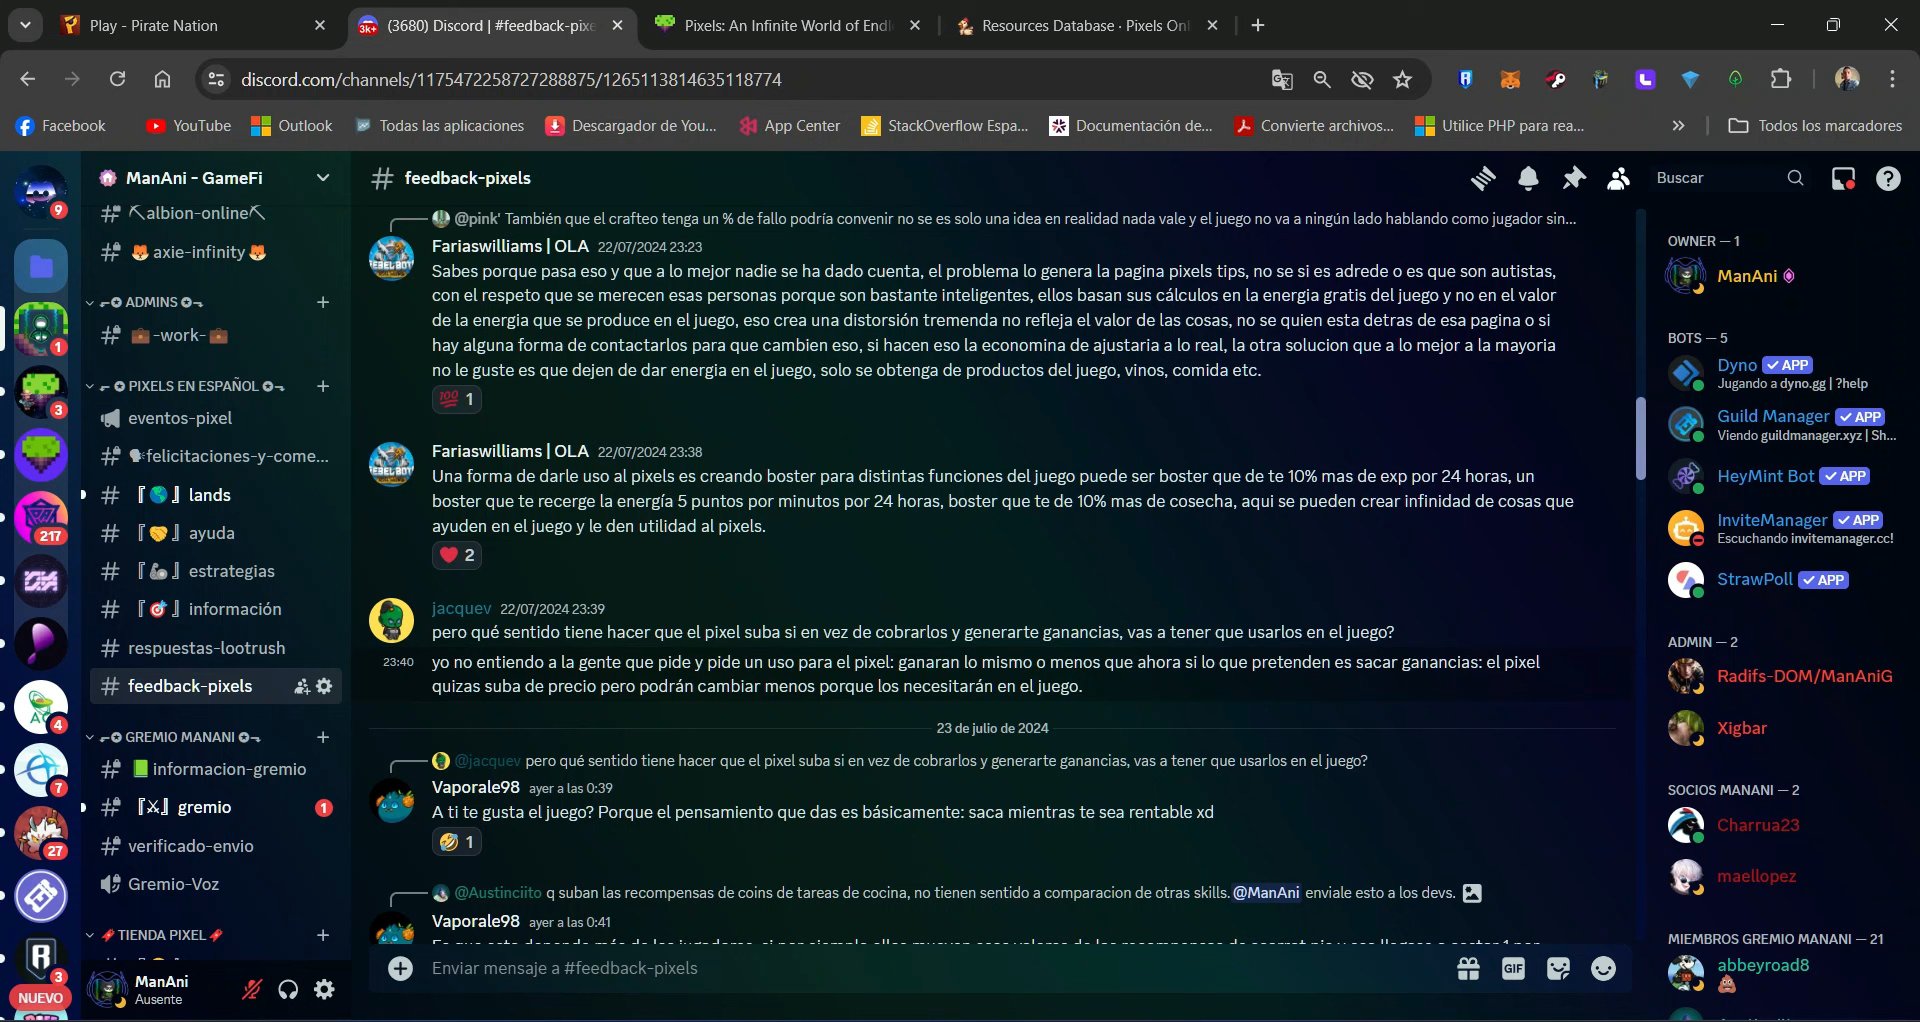 Play - Pirate Nation
(3680) Discord | #feedback-pixe
Pixels: An Infinite World of Endl
Resources Database · Pixels Onl
discord.com/channels/1175472258727288875/1265113814635118774
Facebook
YouTube
Outlook
Todas las aplicaciones
Descargador de You...
App Center
StackOverflow Espa...
Documentación de...
Convierte archivos...
Utilice PHP para rea...
Todos los marcadores
ManAni - GameFi
# feedback-pixels
Buscar
9
1
3
217
4
7
27
3
NUEVO
⛏albion-online⛏
🦊axie-infinity🦊
ADMINS
💼-work-💼
PIXELS EN ESPAÑOL
eventos-pixel
🗣felicitaciones-y-come...
『🌎』lands
『🤝』ayuda
『🦾』estrategias
『🎯』información
respuestas-lootrush
feedback-pixels
GREMIO MANANI
📗informacion-gremio
『⚔』gremio 1
verificado-envio
Gremio-Voz
🧨TIENDA PIXEL🧨
ManAni
Ausente
@pink' También que el crafteo tenga un % de fallo podría convenir no se es solo una idea en realidad nada vale y el juego no va a ningún lado hablando como jugador sin...
Fariaswilliams | OLA 22/07/2024 23:23
Sabes porque pasa eso y que a lo mejor nadie se ha dado cuenta, el problema lo genera la pagina pixels tips, no se si es adrede o es que son autistas,
con el respeto que se merecen esas personas porque son bastante inteligentes, ellos basan sus cálculos en la energia gratis del juego y no en el valor
de la energia que se produce en el juego, eso crea una distorsión tremenda no refleja el valor de las cosas, no se quien esta detras de esa pagina o si
hay alguna forma de contactarlos para que cambien eso, si hacen eso la economina de ajustaria a lo real, la otra solucion que a lo mejor a la mayoria
no le guste es que dejen de dar energia en el juego, solo se obtenga de productos del juego, vinos, comida etc.
💯 1
Fariaswilliams | OLA 22/07/2024 23:38
Una forma de darle uso al pixels es creando boster para distintas funciones del juego puede ser boster que de te 10% mas de exp por 24 horas, un
boster que te recerge la energía 5 puntos por minutos por 24 horas, boster que te de 10% mas de cosecha, aqui se pueden crear infinidad de cosas que
ayuden en el juego y le den utilidad al pixels.
❤ 2
jacquev 22/07/2024 23:39
pero qué sentido tiene hacer que el pixel suba si en vez de cobrarlos y generarte ganancias, vas a tener que usarlos en el juego?
23:40 yo no entiendo a la gente que pide y pide un uso para el pixel: ganaran lo mismo o menos que ahora si lo que pretenden es sacar ganancias: el pixel
quizas suba de precio pero podrán cambiar menos porque los necesitarán en el juego.
23 de julio de 2024
@jacquev pero qué sentido tiene hacer que el pixel suba si en vez de cobrarlos y generarte ganancias, vas a tener que usarlos en el juego?
Vaporale98 ayer a las 0:39
A ti te gusta el juego? Porque el pensamiento que das es básicamente: saca mientras te sea rentable xd
🤣 1
@Austinciito q suban las recompensas de coins de tareas de cocina, no tienen sentido a comparacion de otras skills. @ManAni enviale esto a los devs.
Vaporale98 ayer a las 0:41
Enviar mensaje a #feedback-pixels
GIF
OWNER — 1
ManAni
BOTS — 5
Dyno ✓ APP
Jugando a dyno.gg | ?help
Guild Manager ✓ APP
Viendo guildmanager.xyz | Sh...
HeyMint Bot ✓ APP
InviteManager ✓ APP
Escuchando invitemanager.cc!
StrawPoll ✓ APP
ADMIN — 2
Radifs-DOM/ManAniG
Xigbar
SOCIOS MANANI — 2
Charrua23
maellopez
MIEMBROS GREMIO MANANI — 21
abbeyroad8
💩